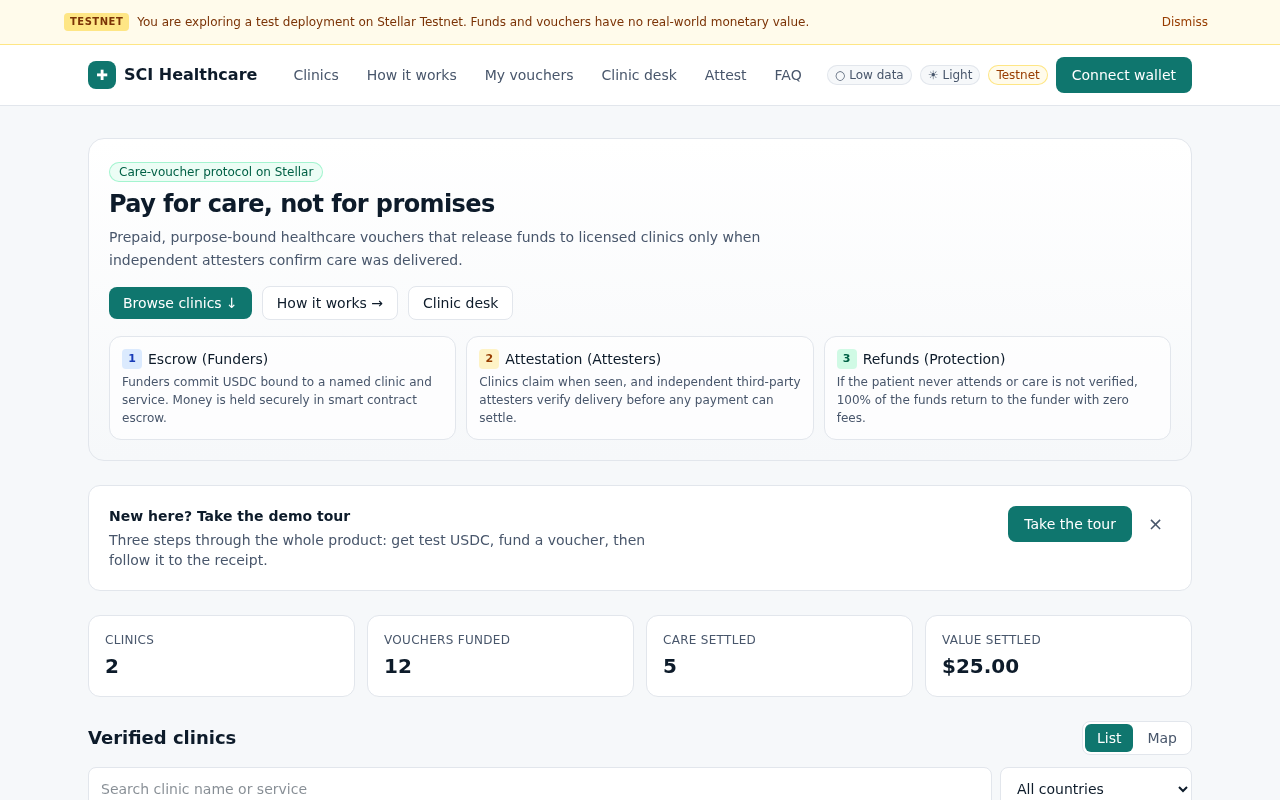 TESTNET You are exploring a test deployment on Stellar Testnet. Funds and vouchers have no real-world monetary value. Dismiss
SCI Healthcare Clinics How it works My vouchers Clinic desk Attest FAQ Low data Light Testnet Connect wallet
Care-voucher protocol on Stellar
Pay for care, not for promises
Prepaid, purpose-bound healthcare vouchers that release funds to licensed clinics only when
independent attesters confirm care was delivered.
Browse clinics ↓ How it works → Clinic desk
1 Escrow (Funders)
Funders commit USDC bound to a named clinic and
service. Money is held securely in smart contract
escrow.
2 Attestation (Attesters)
Clinics claim when seen, and independent third-party
attesters verify delivery before any payment can
settle.
3 Refunds (Protection)
If the patient never attends or care is not verified,
100% of the funds return to the funder with zero
fees.
New here? Take the demo tour
Three steps through the whole product: get test USDC, fund a voucher, then
follow it to the receipt.
Take the tour ✕
CLINICS
2
VOUCHERS FUNDED
12
CARE SETTLED
5
VALUE SETTLED
$25.00
Verified clinics
List Map
Search clinic name or service
All countries